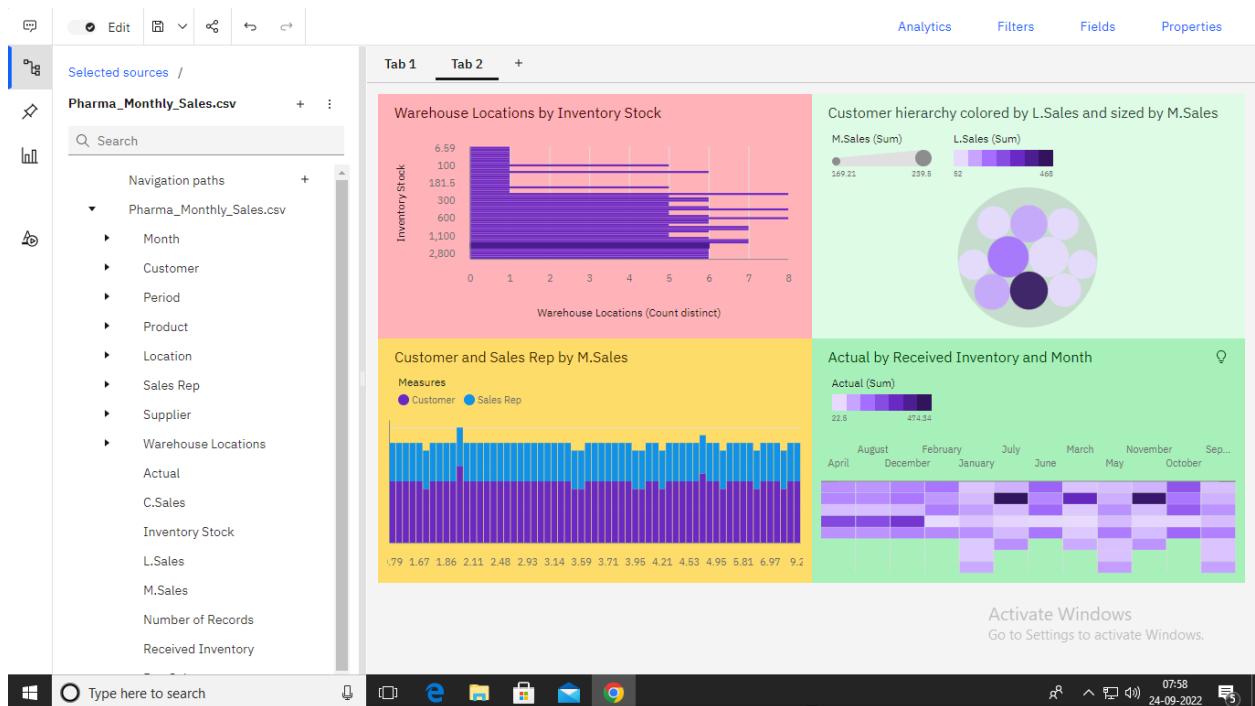 Edit
Analytics Filters Fields Properties
Selected sources /
Pharma_Monthly_Sales.csv + ⋮
Search
Navigation paths +
Pharma_Monthly_Sales.csv
Month
Customer
Period
Product
Location
Sales Rep
Supplier
Warehouse Locations
Actual
C.Sales
Inventory Stock
L.Sales
M.Sales
Number of Records
Received Inventory
Tab 1 Tab 2 +
Warehouse Locations by Inventory Stock
Inventory Stock
6.59
100
181.5
300
600
1,100
2,800
0 1 2 3 4 5 6 7 8
Warehouse Locations (Count distinct)
Customer hierarchy colored by L.Sales and sized by M.Sales
M.Sales (Sum) L.Sales (Sum)
169.21 239.5 52 468
Customer and Sales Rep by M.Sales
Measures
Customer Sales Rep
.79 1.67 1.86 2.11 2.48 2.93 3.14 3.59 3.71 3.95 4.21 4.53 4.95 5.81 6.97 9.2
Actual by Received Inventory and Month
Actual (Sum)
22.5 474.34
August February July March November Sep...
April December January June May October
Activate Windows
Go to Settings to activate Windows.
Type here to search
07:58
24-09-2022
5